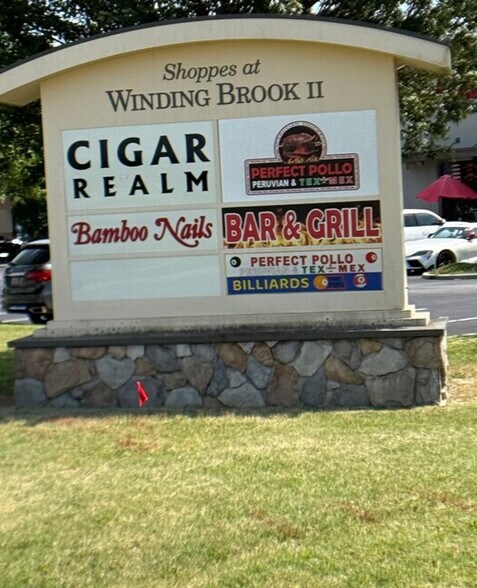 Shoppes at
WINDING BROOK II
CIGAR
REALM
PERFECT POLLO
PERUVIAN & TEX-MEX
Bamboo Nails
BAR & GRILL
PERFECT POLLO
PERUVIAN & TEX-MEX
BILLIARDS